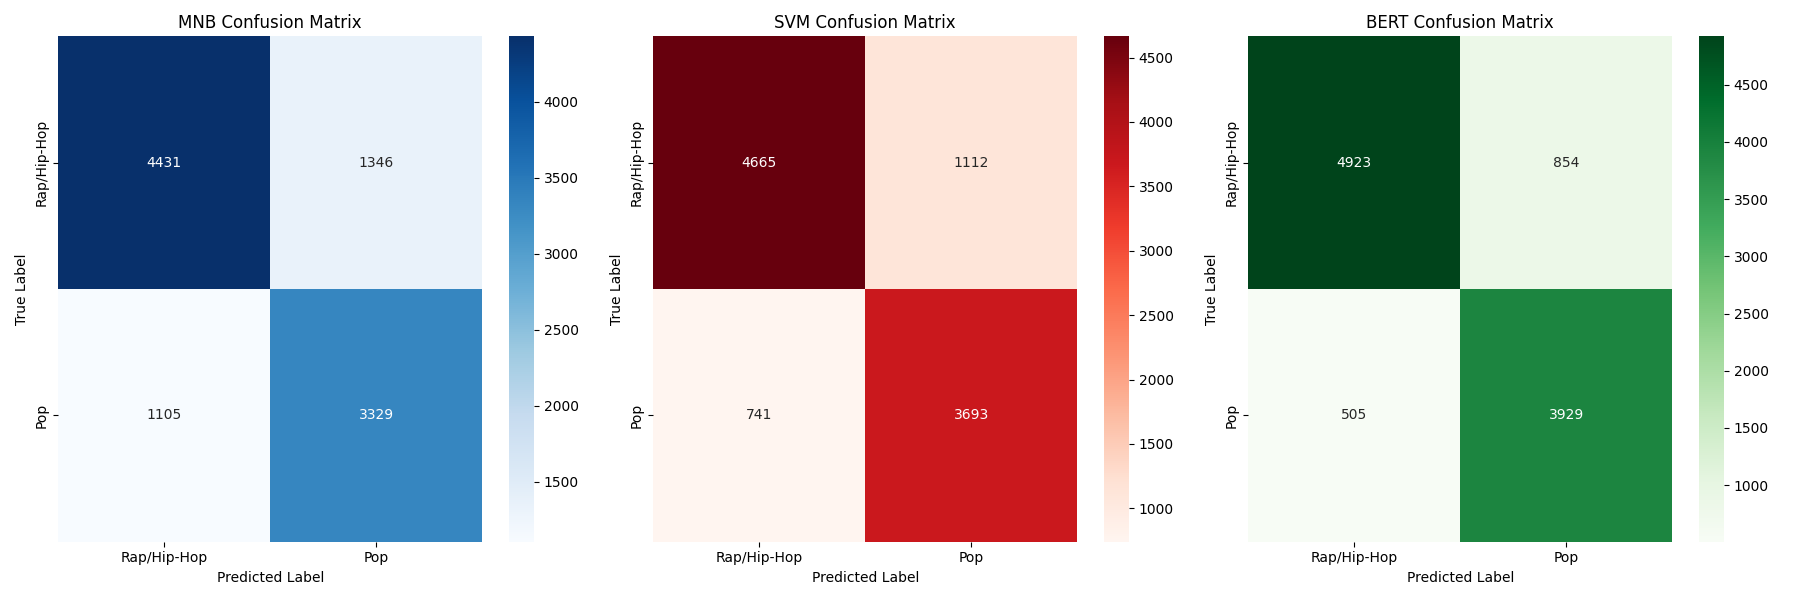 MNB Confusion Matrix
Rap/Hip-Hop
Pop
True Label
4431
1346
1105
3329
Rap/Hip-Hop
Pop
Predicted Label
4000
3500
3000
2500
2000
1500
SVM Confusion Matrix
Rap/Hip-Hop
Pop
True Label
4665
1112
741
3693
Rap/Hip-Hop
Pop
Predicted Label
4500
4000
3500
3000
2500
2000
1500
1000
BERT Confusion Matrix
Rap/Hip-Hop
Pop
True Label
4923
854
505
3929
Rap/Hip-Hop
Pop
Predicted Label
4500
4000
3500
3000
2500
2000
1500
1000